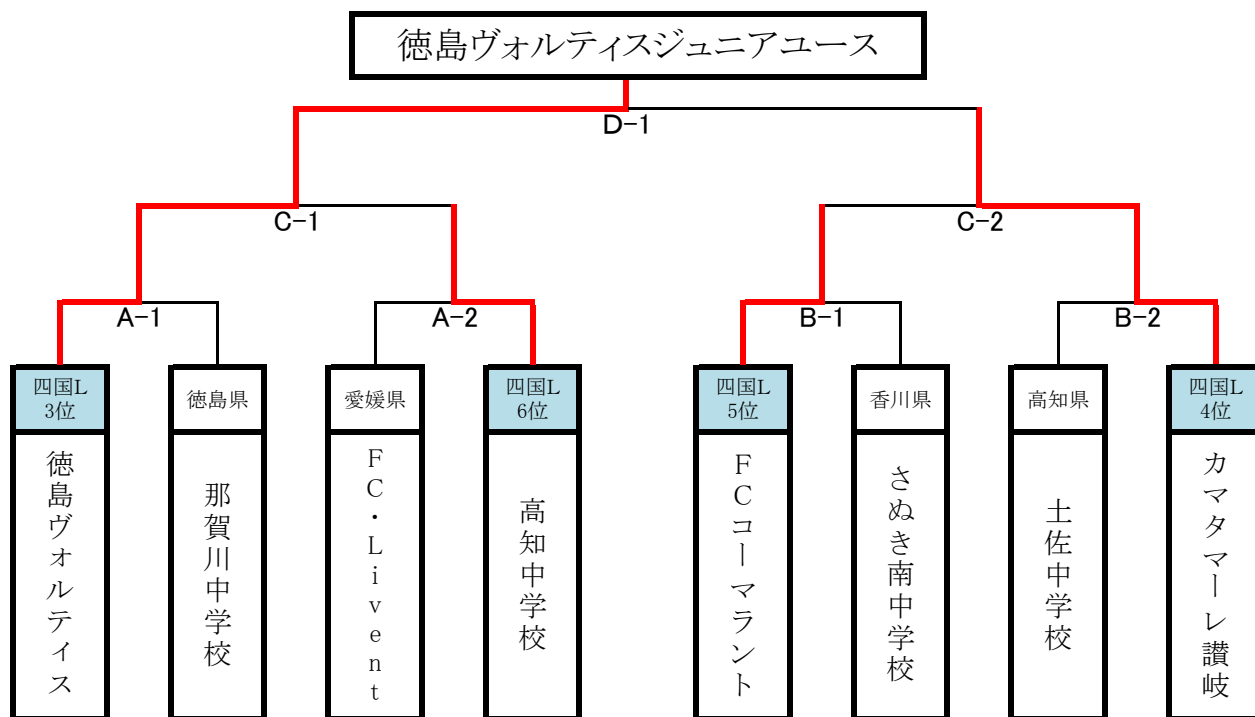 徳島ヴォルティスジュニアユース
D-1
C-1
C-2
A-1
A-2
B-1
B-2
四国L
3位
徳島県
愛媛県
四国L
6位
四国L
5位
香川県
高知県
四国L
4位
徳島ヴォルティス
那賀川中学校
FC・Livent
高知中学校
FCコーマラント
さぬき南中学校
土佐中学校
カマタマーレ讃岐